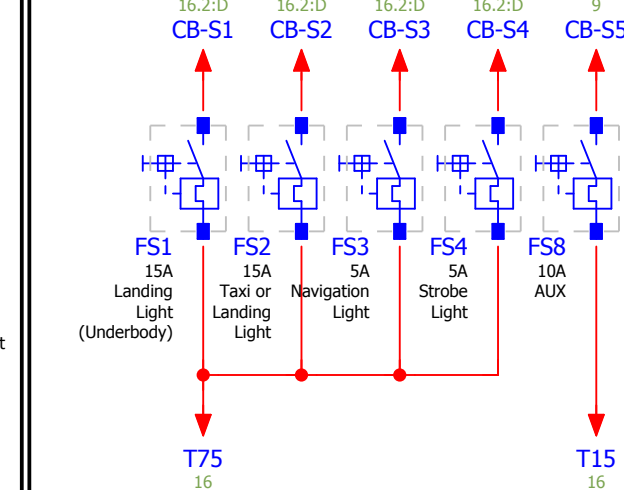 16.2:D 16.2:D 16.2:D 16.2:D 9
CB-S1 CB-S2 CB-S3 CB-S4 CB-S5
FS1 FS2 FS3 FS4 FS8
15A 15A 5A 5A 10A
Landing Taxi or Navigation Strobe AUX
Light Landing Light Light
(Underbody) Light
t
T75 T15
16 16